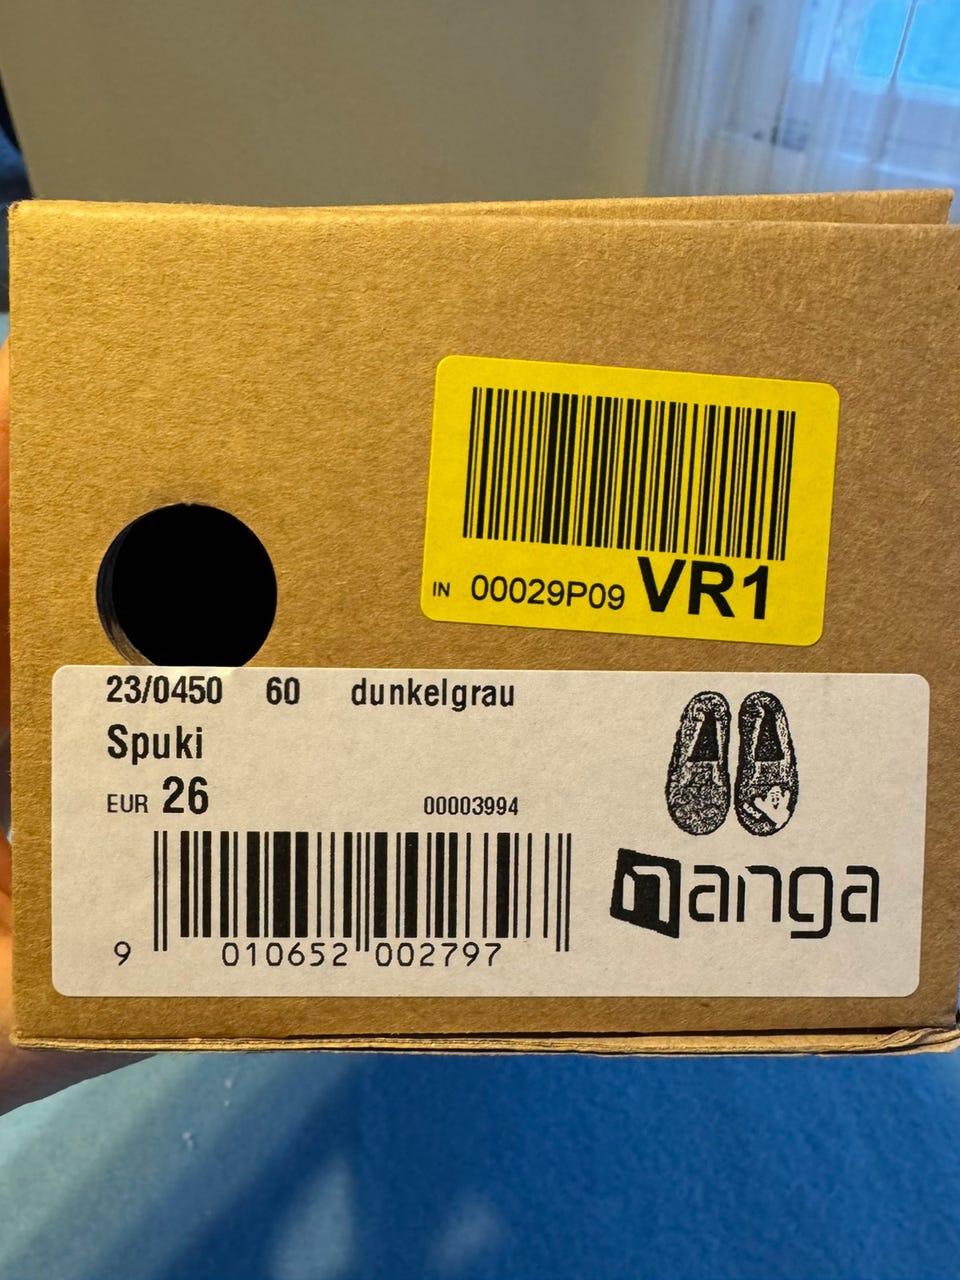 IN 00029P09 VR1
23/0450 60 dunkelgrau
Spuki
EUR 26 00003994
nanga
9 010652 002797